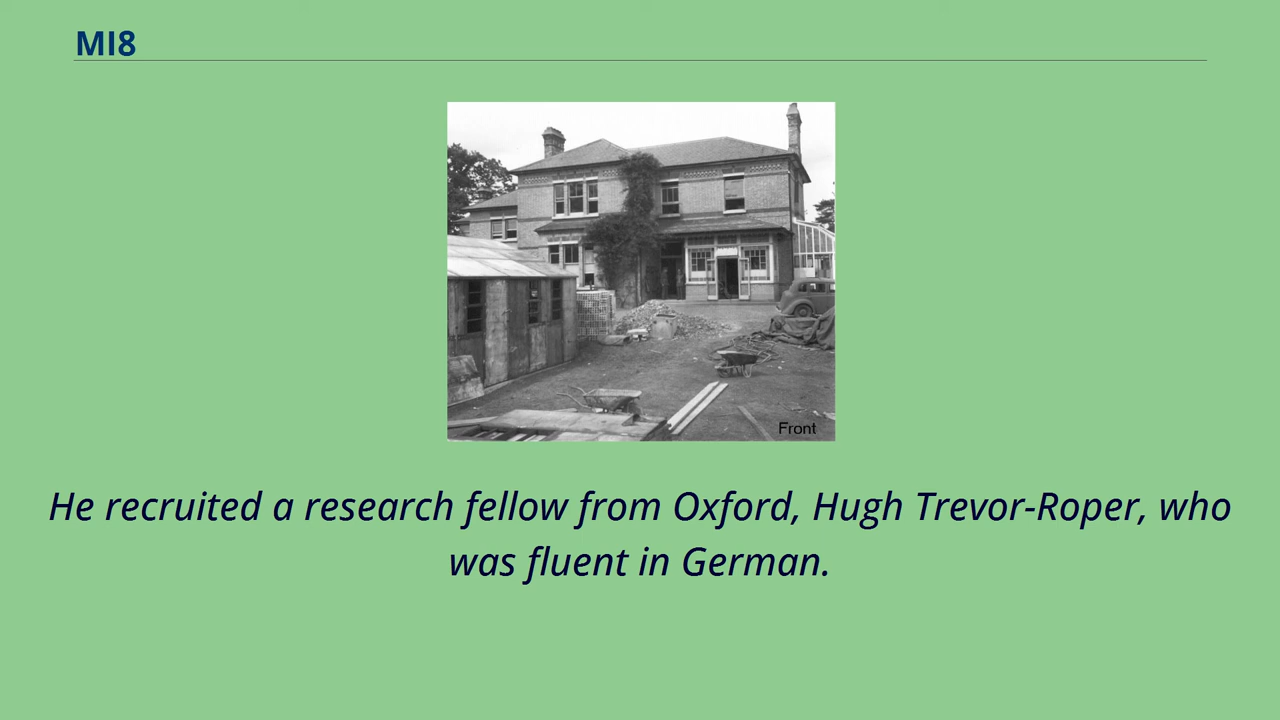 MI8
Front
He recruited a research fellow from Oxford, Hugh Trevor-Roper, who
was fluent in German.